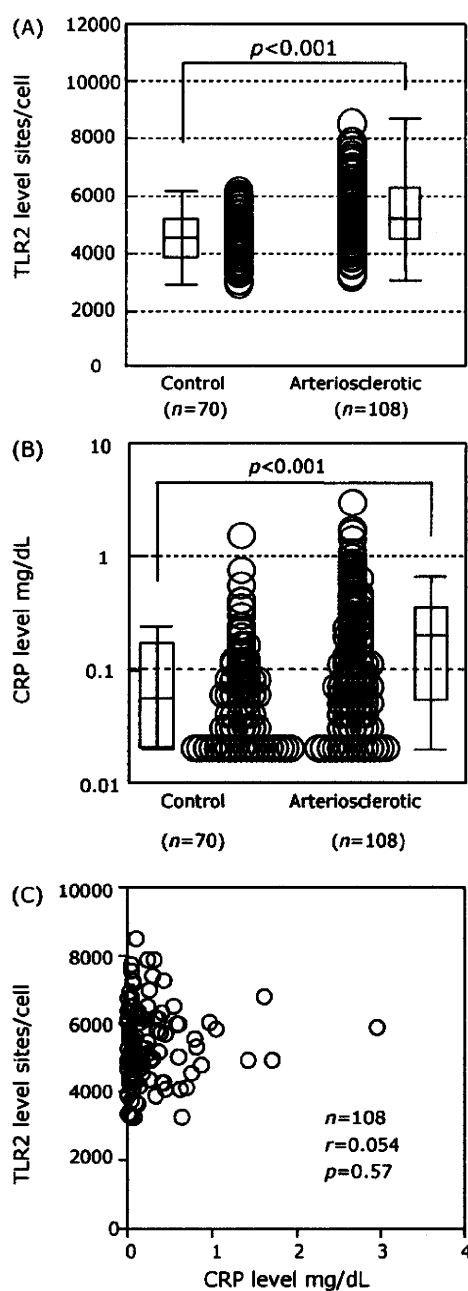 (A)
p<0.001
TLR2 level sites/cell
12000
10000
8000
6000
4000
2000
0
Control
Arteriosclerotic
(n=70)
(n=108)
(B)
p<0.001
CRP level mg/dL
10
1
0.1
0.01
Control
Arteriosclerotic
(n=70)
(n=108)
(C)
TLR2 level sites/cell
10000
8000
6000
4000
2000
0
n=108
r=0.054
p=0.57
0
1
2
3
4
CRP level mg/dL